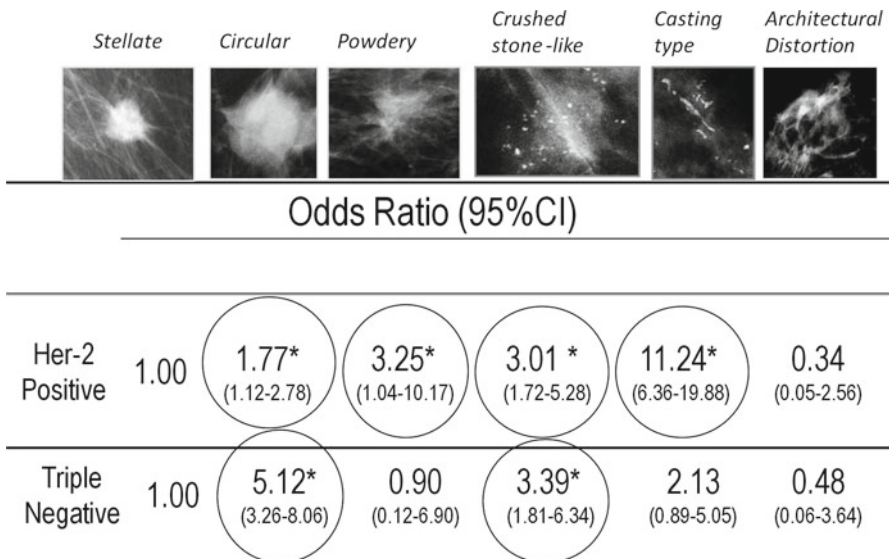 Stellate Circular Powdery Crushed stone -like Casting type Architectural Distortion
Odds Ratio (95%CI)
Her-2 Positive 1.00 1.77* 3.25* 3.01 * 11.24* 0.34
(1.12-2.78) (1.04-10.17) (1.72-5.28) (6.36-19.88) (0.05-2.56)
Triple Negative 1.00 5.12* 0.90 3.39* 2.13 0.48
(3.26-8.06) (0.12-6.90) (1.81-6.34) (0.89-5.05) (0.06-3.64)